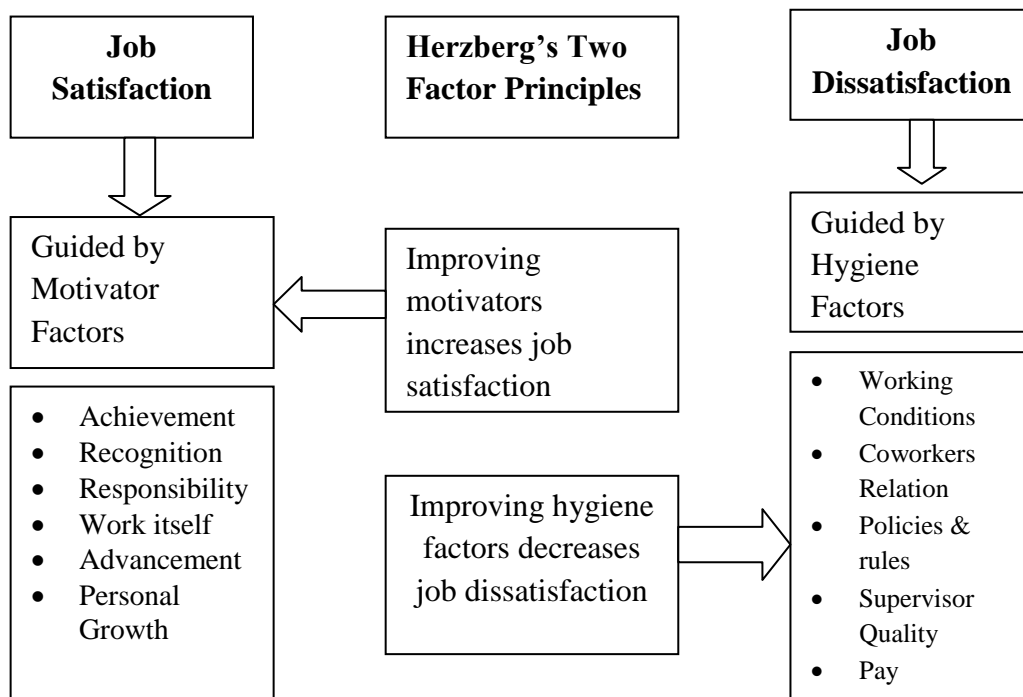 Job
Satisfaction
Herzberg’s Two
Factor Principles
Job
Dissatisfaction
Guided by
Motivator
Factors
Improving
motivators
increases job
satisfaction
Guided by
Hygiene
Factors
• Achievement
• Recognition
• Responsibility
• Work itself
• Advancement
• Personal
Growth
Improving hygiene
factors decreases
job dissatisfaction
• Working
Conditions
• Coworkers
Relation
• Policies &
rules
• Supervisor
Quality
• Pay